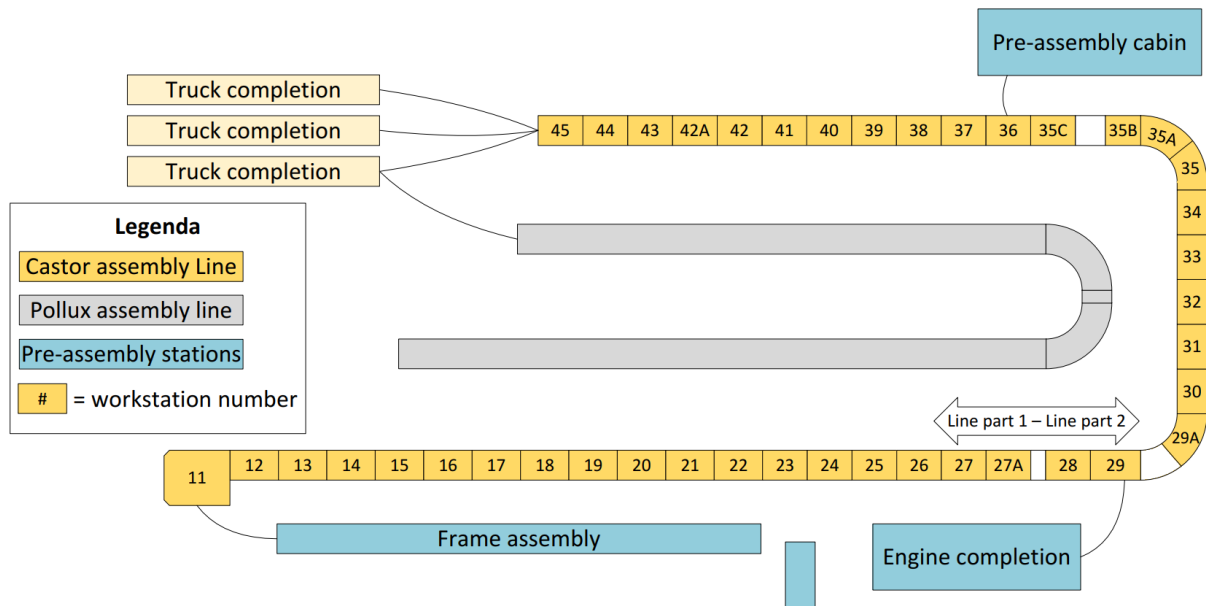 Pre-assembly cabin
Truck completion
Truck completion
Truck completion
45 44 43 42A 42 41 40 39 38 37 36 35C 35B 35A
35
34
33
32
31
30
29A
Legenda
Castor assembly Line
Pollux assembly line
Pre-assembly stations
# = workstation number
Line part 1 – Line part 2
11 12 13 14 15 16 17 18 19 20 21 22 23 24 25 26 27 27A 28 29
Frame assembly
Engine completion